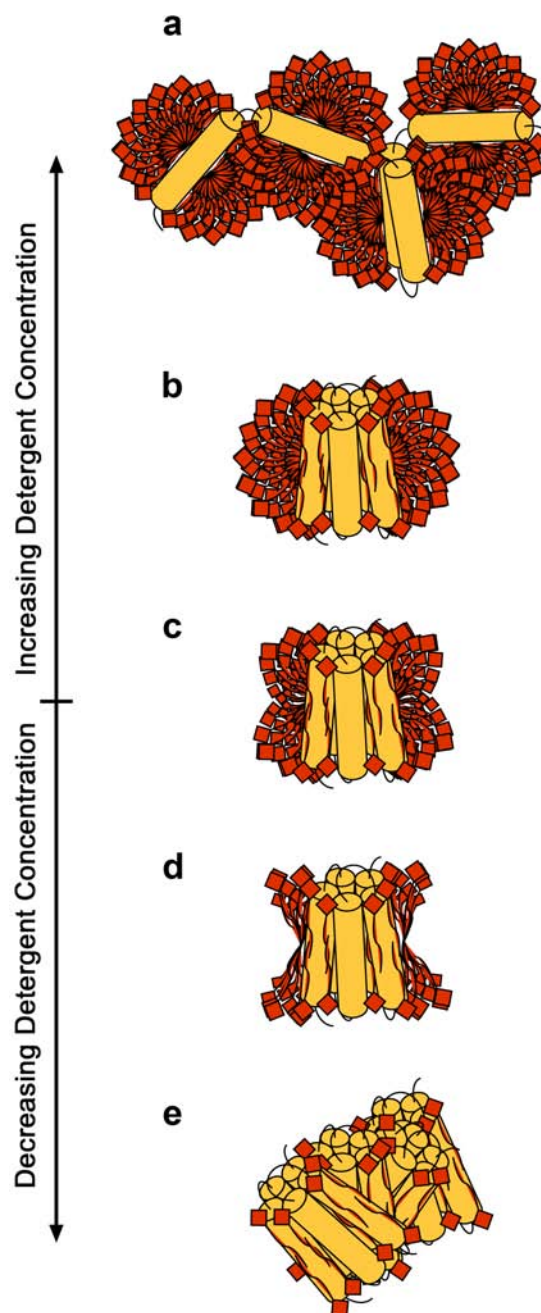 a
Increasing Detergent Concentration
b
c
Decreasing Detergent Concentration
d
e